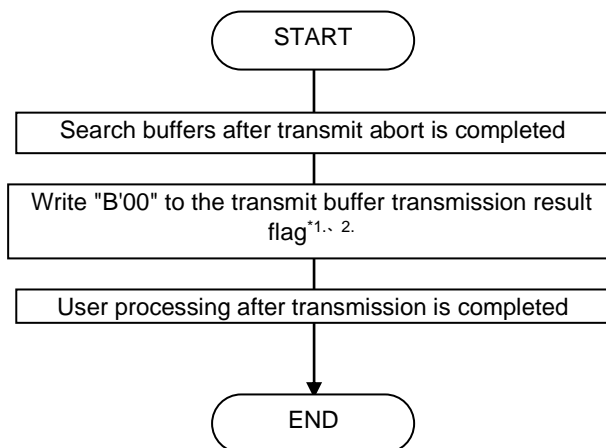 START
Search buffers after transmit abort is completed
Write "B'00" to the transmit buffer transmission result
flag*1.、2.
User processing after transmission is completed
END